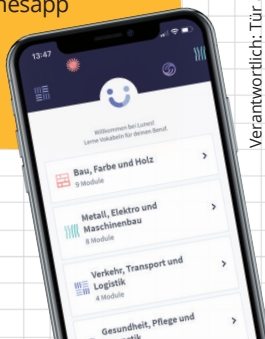 nesapp
13:47
Willkommen bei Lunes!
Lerne Vokabeln für deinen Beruf.
Bau, Farbe und Holz
9 Module
Metall, Elektro und
Maschinenbau
8 Module
Verkehr, Transport und
Logistik
4 Module
Gesundheit, Pflege und
Verantwortlich: Tür